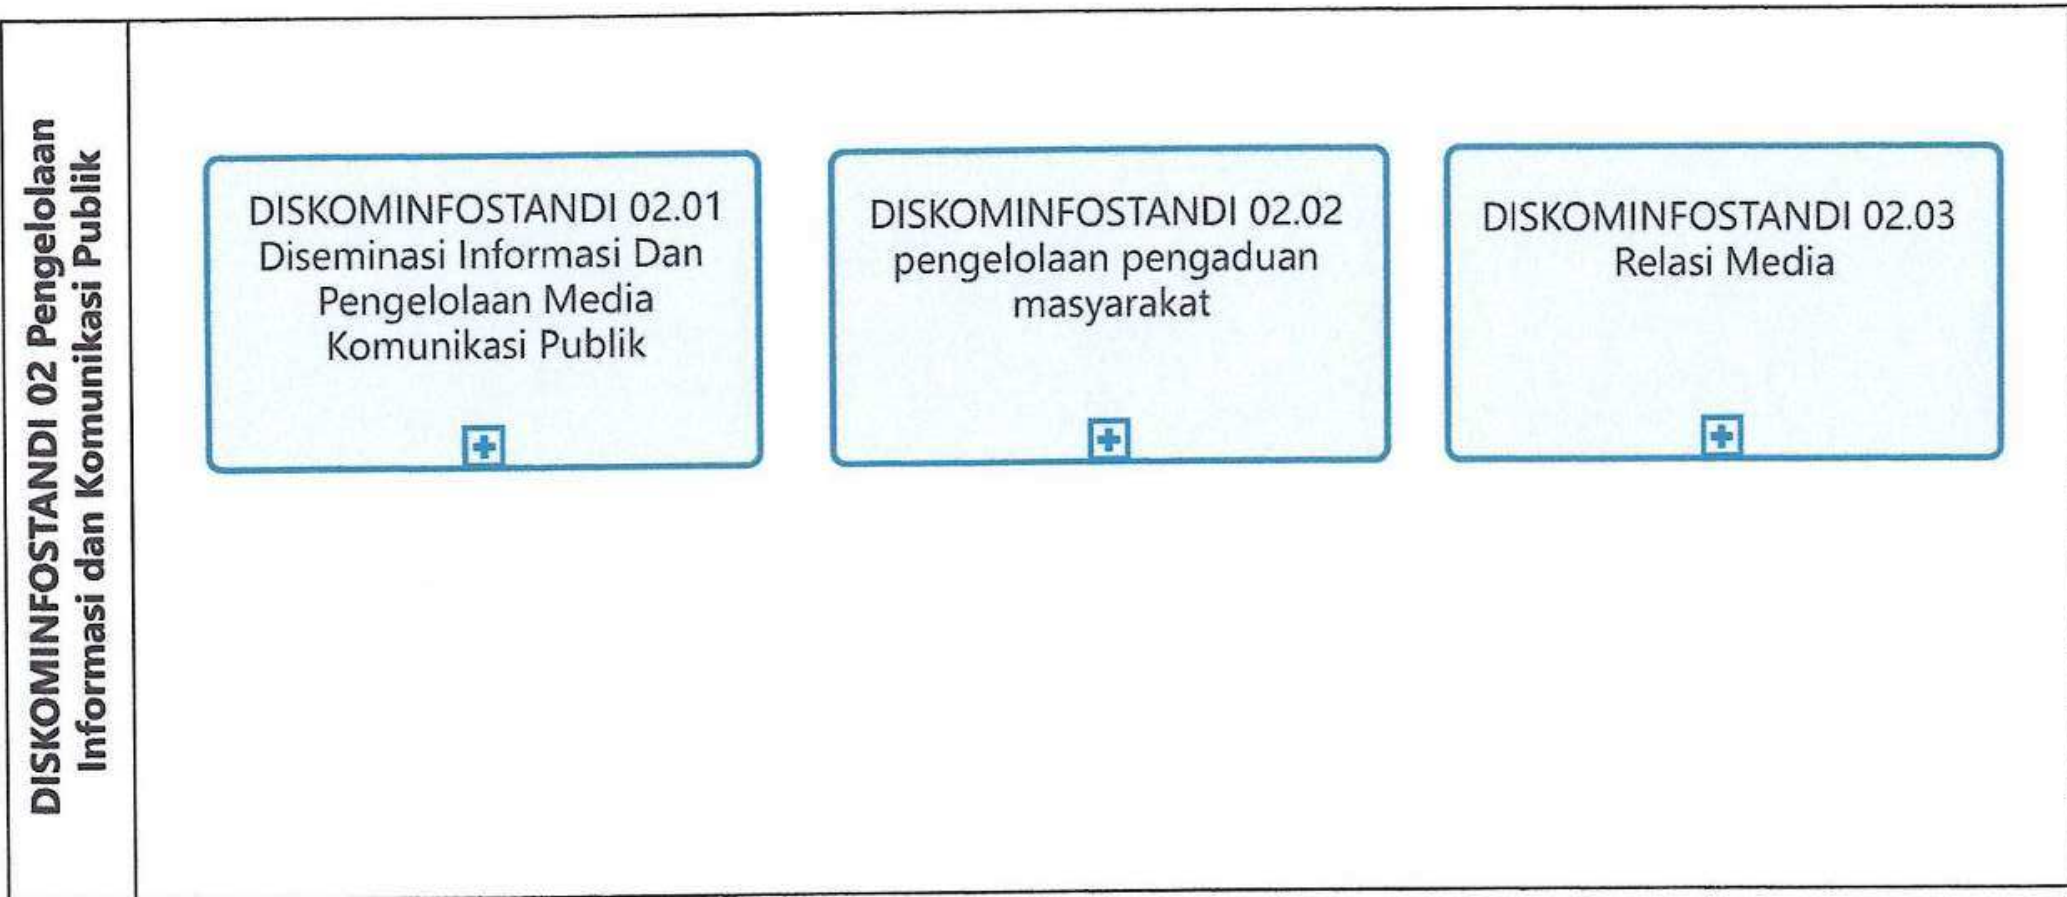 DISKOMINFOSTANDI 02 Pengelolaan
Informasi dan Komunikasi Publik
DISKOMINFOSTANDI 02.01
Diseminasi Informasi Dan
Pengelolaan Media
Komunikasi Publik
DISKOMINFOSTANDI 02.02
pengelolaan pengaduan
masyarakat
DISKOMINFOSTANDI 02.03
Relasi Media